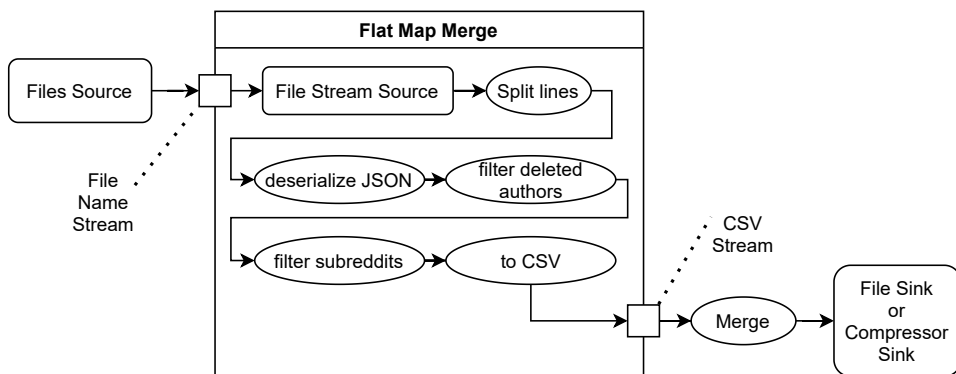 Flat Map Merge
Files Source
File Stream Source
Split lines
File
Name
Stream
deserialize JSON
filter deleted
authors
filter subreddits
to CSV
CSV
Stream
Merge
File Sink
or
Compressor
Sink